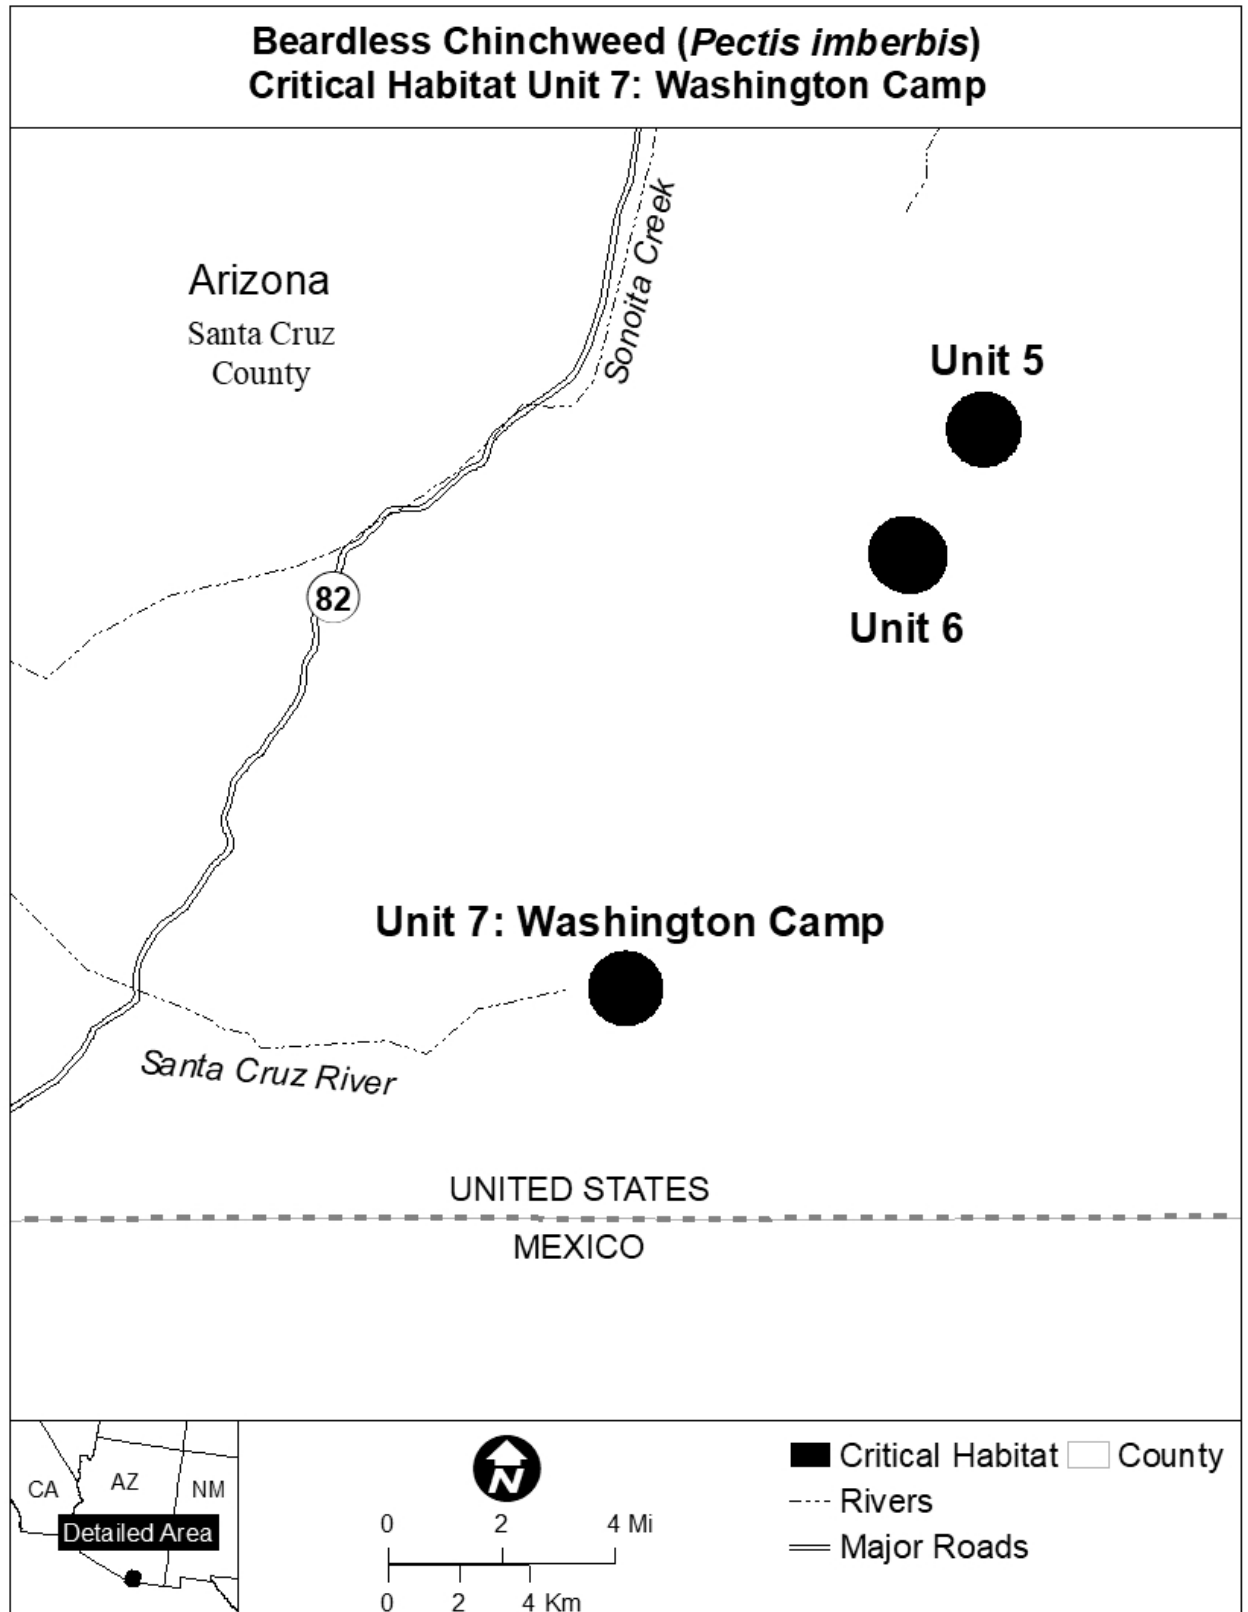 Beardless Chinchweed (Pectis imberbis)
Critical Habitat Unit 7: Washington Camp
Sonoita Creek
Arizona
Santa Cruz
County
Unit 5
82
Unit 6
Unit 7: Washington Camp
Santa Cruz River
UNITED STATES
MEXICO
CA
AZ
NM
Detailed Area
N
0 2 4 Mi
0 2 4 Km
Critical Habitat County
Rivers
Major Roads